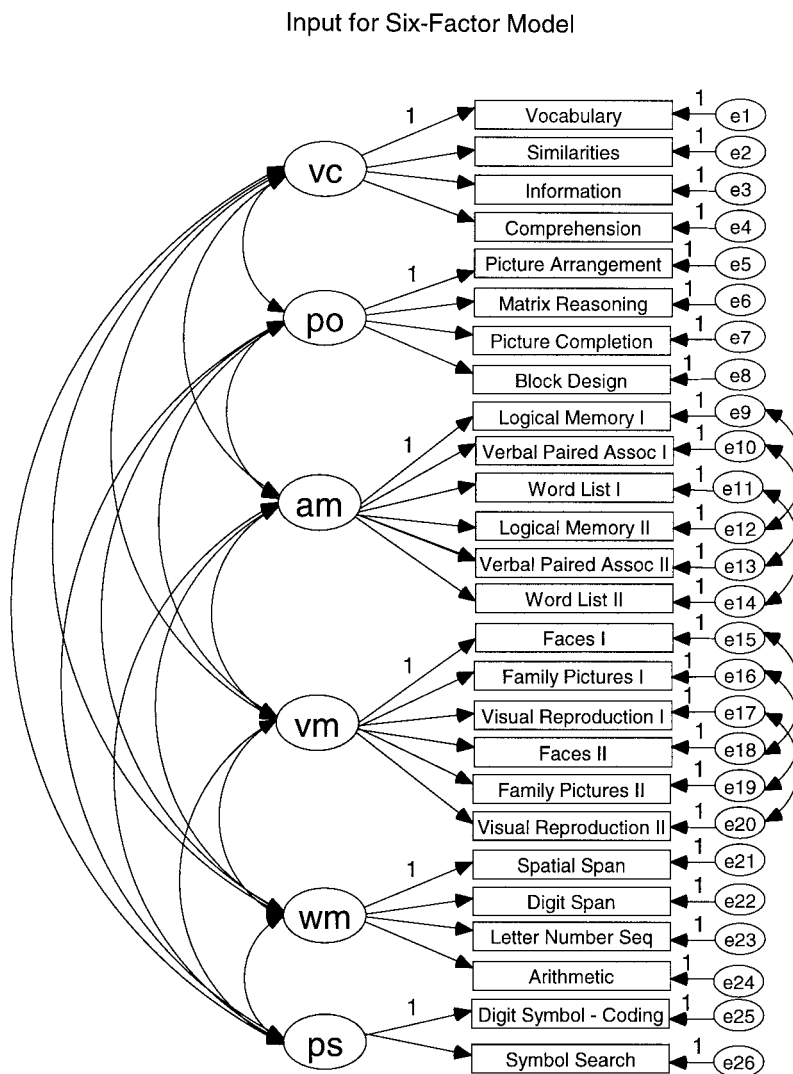 Input for Six-Factor Model
1 Vocabulary 1 e1
vc Similarities 1 e2
Information 1 e3
Comprehension 1 e4
1 Picture Arrangement 1 e5
po Matrix Reasoning 1 e6
Picture Completion 1 e7
Block Design 1 e8
1 Logical Memory I 1 e9
Verbal Paired Assoc I 1 e10
am Word List I 1 e11
Logical Memory II 1 e12
Verbal Paired Assoc II 1 e13
Word List II 1 e14
1 Faces I 1 e15
Family Pictures I 1 e16
vm Visual Reproduction I 1 e17
Faces II 1 e18
Family Pictures II 1 e19
Visual Reproduction II 1 e20
1 Spatial Span 1 e21
wm Digit Span 1 e22
Letter Number Seq 1 e23
Arithmetic 1 e24
1 Digit Symbol - Coding 1 e25
ps Symbol Search 1 e26